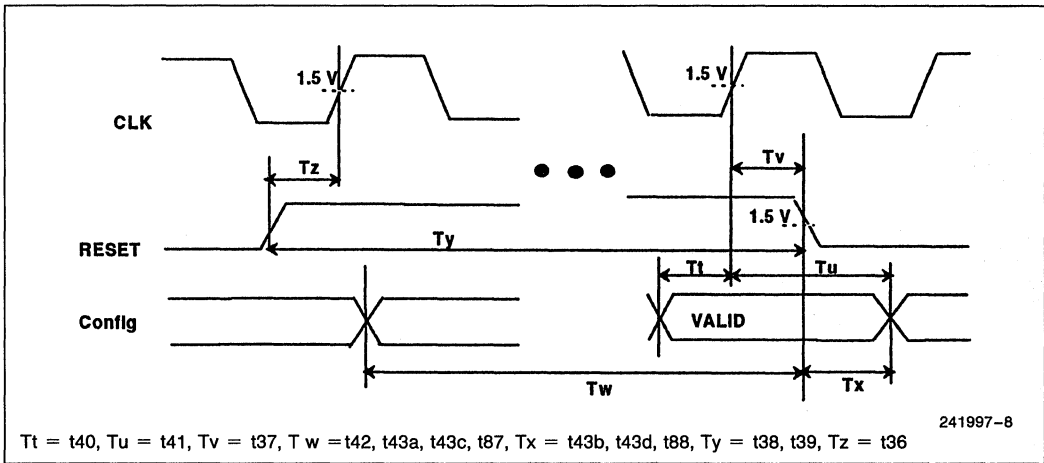 1.5 V
1.5 V
CLK
Tz
Tv
1.5 V
RESET
Ty
Tt
Tu
Config
VALID
Tw
Tx
241997-8
Tt = t40, Tu = t41, Tv = t37, T w =t42, t43a, t43c, t87, Tx = t43b, t43d, t88, Ty = t38, t39, Tz = t36